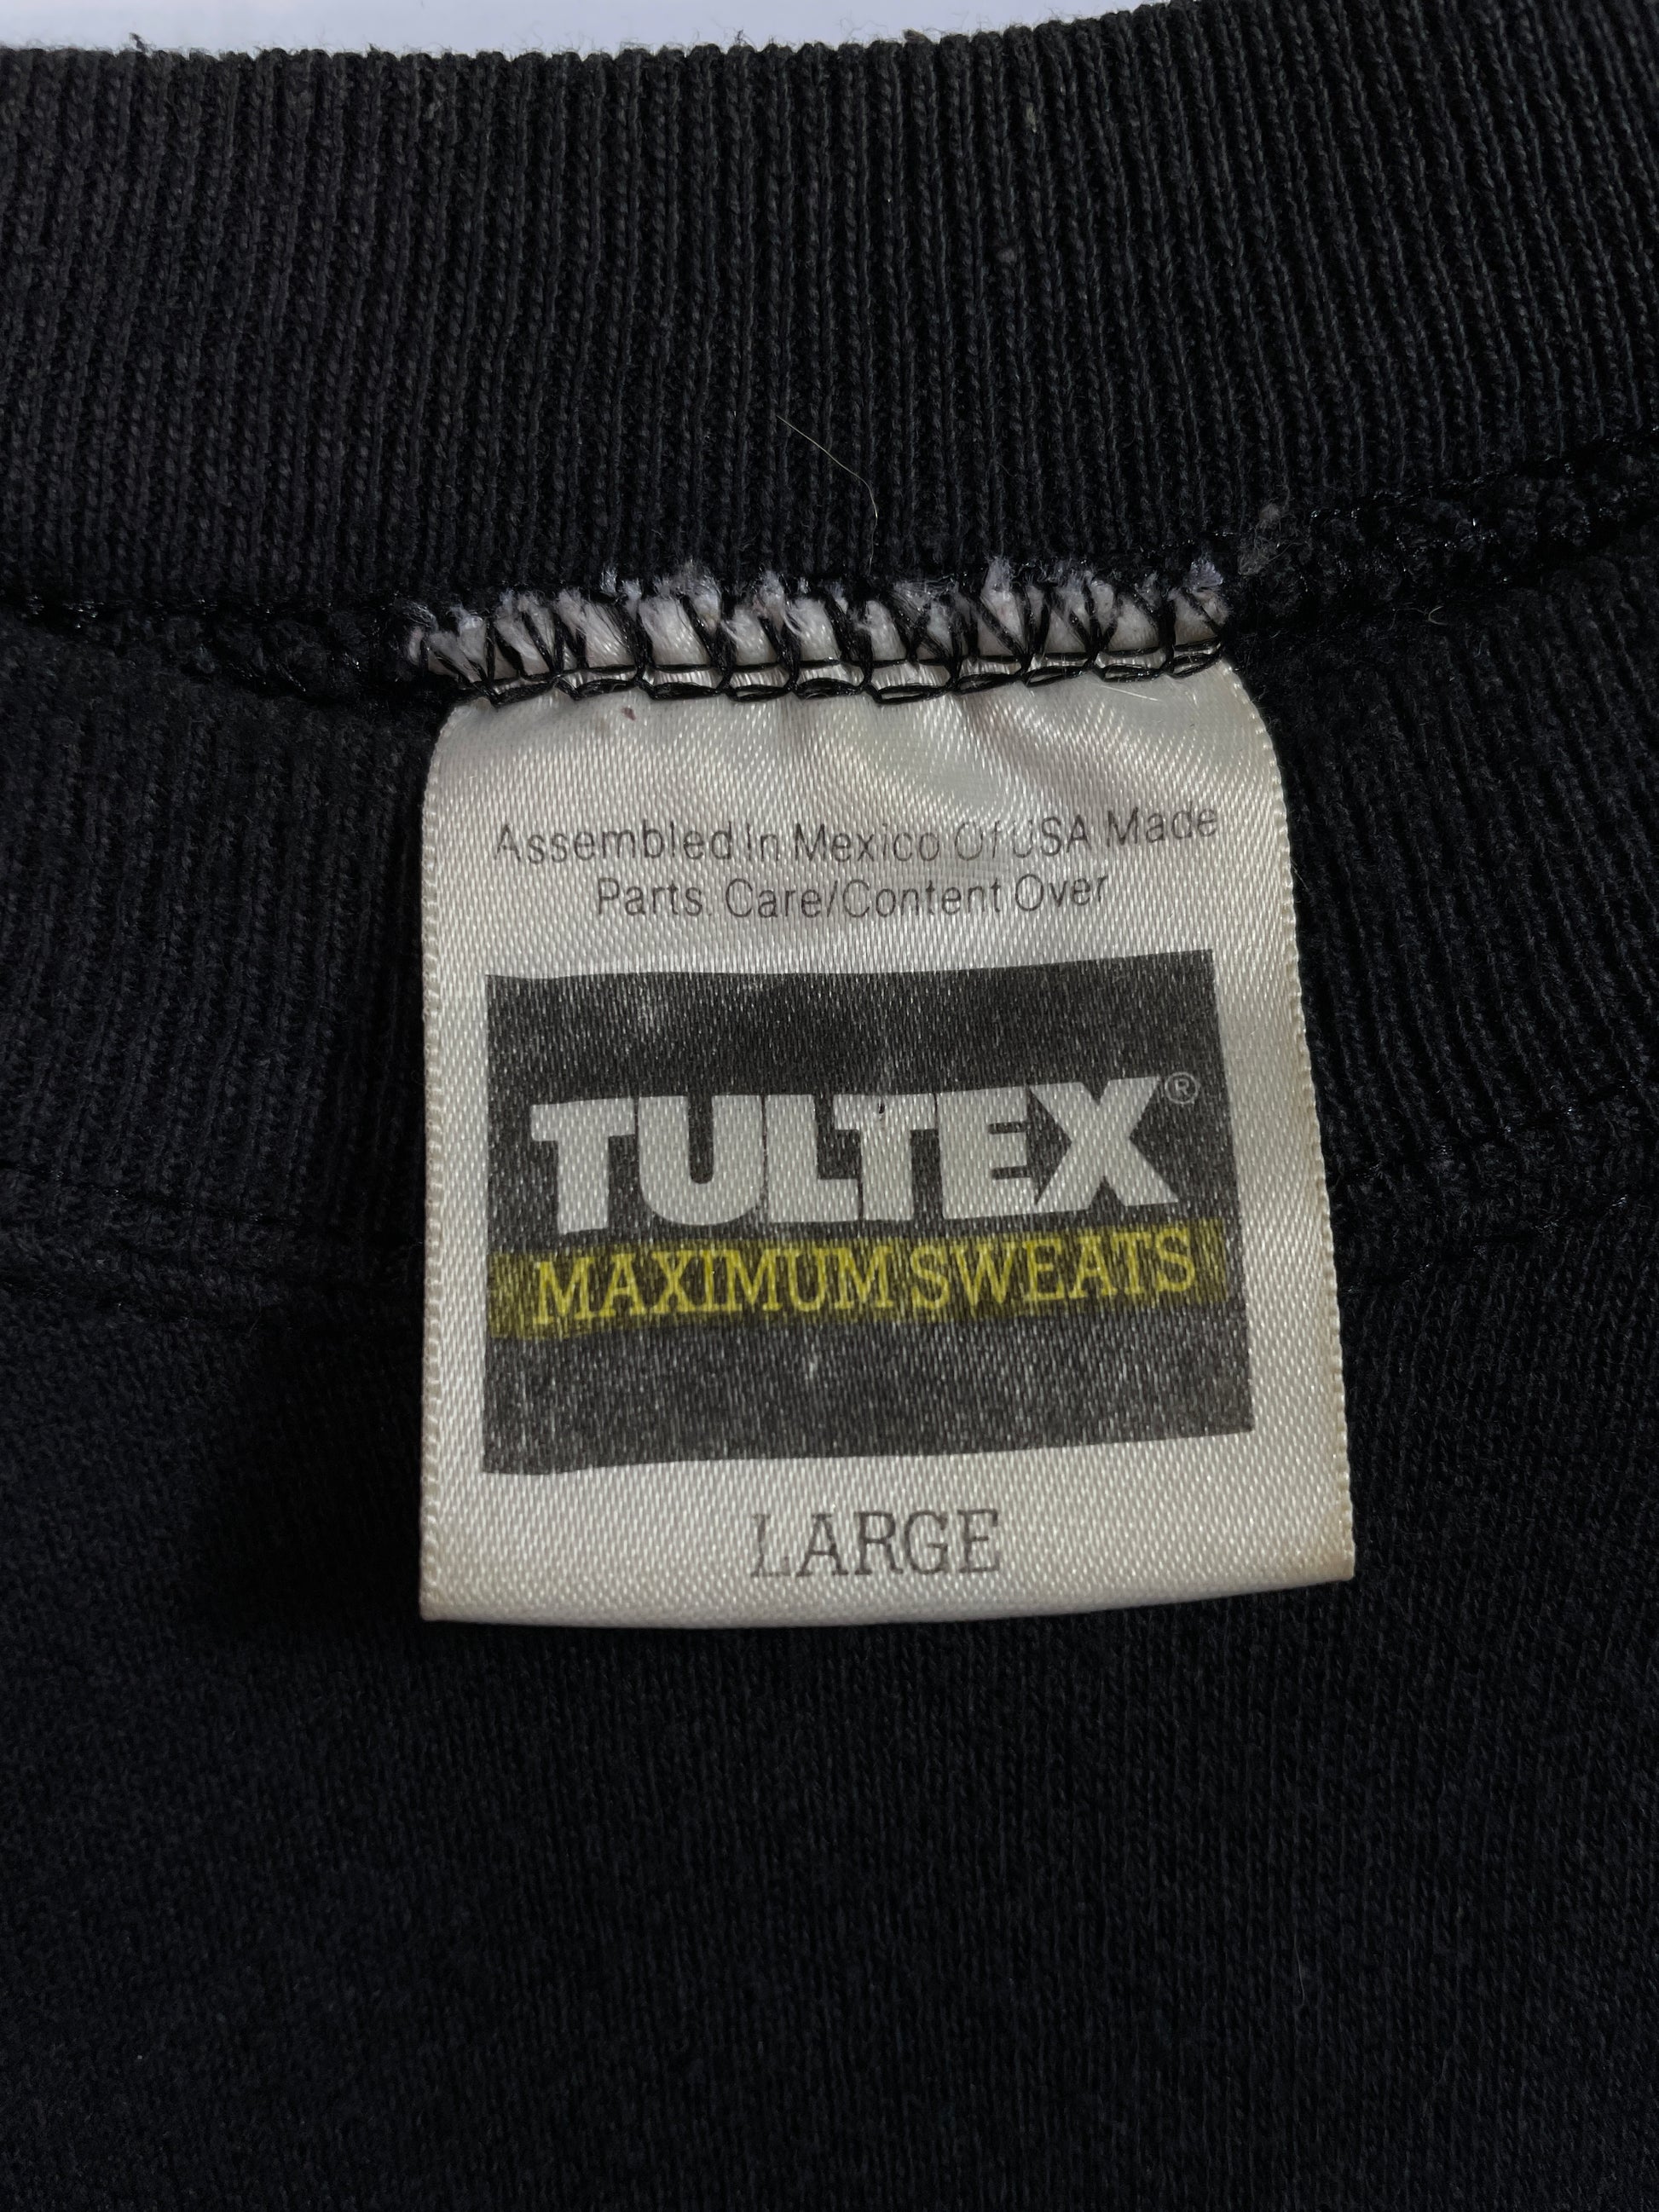 Assembled In Mexico Of USA Made
Parts. Care/Content Over
TULTEX®
MAXIMUM SWEATS
LARGE